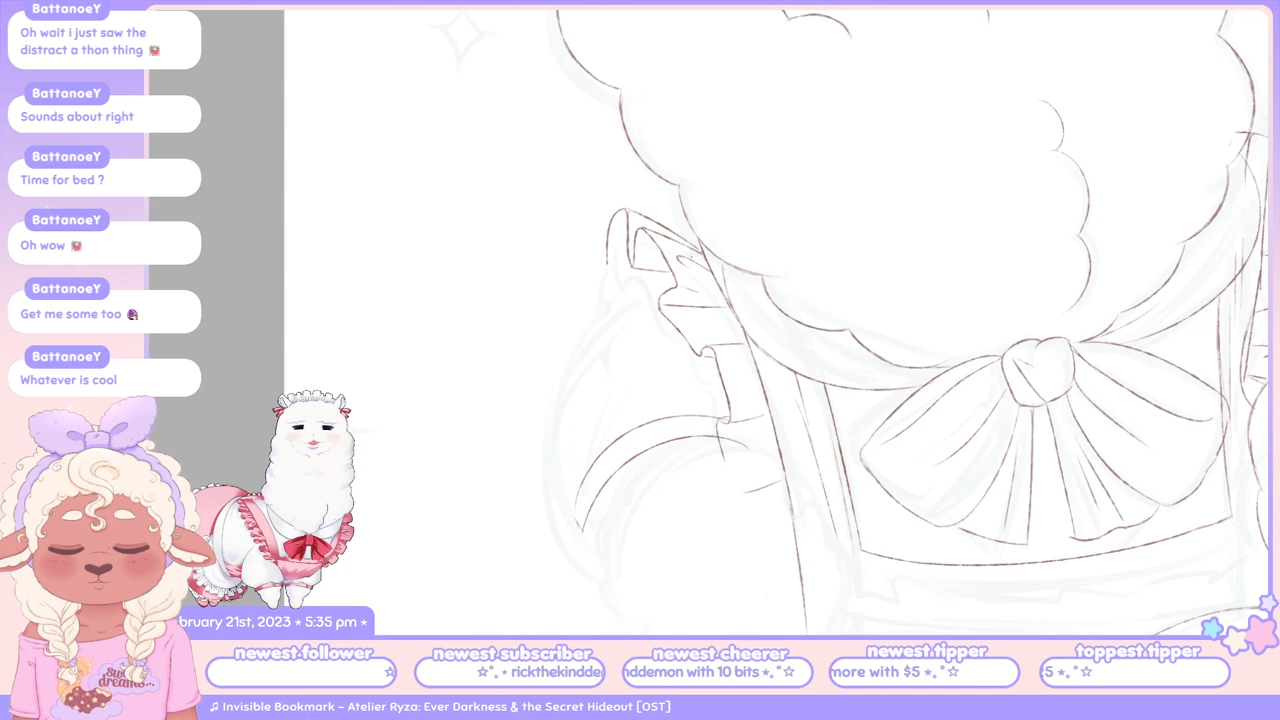 BattanoeY
Oh wait i just saw the
distract a thon thing
BattanoeY
Sounds about right
BattanoeY
Time for bed ?
BattanoeY
Oh wow
BattanoeY
Get me some too
BattanoeY
Whatever is cool
sweet dreams...
bruary 21st, 2023 ⋆ 5:35 pm ⋆
newest follower
☆
newest subscriber
☆°｡⋆ rickthekindde
newest cheerer
nddemon with 10 bits ⋆｡°☆
newest tipper
more with $5 ⋆｡°☆
toppest tipper
5 ⋆｡°☆
♫ Invisible Bookmark - Atelier Ryza: Ever Darkness & the Secret Hideout [OST]